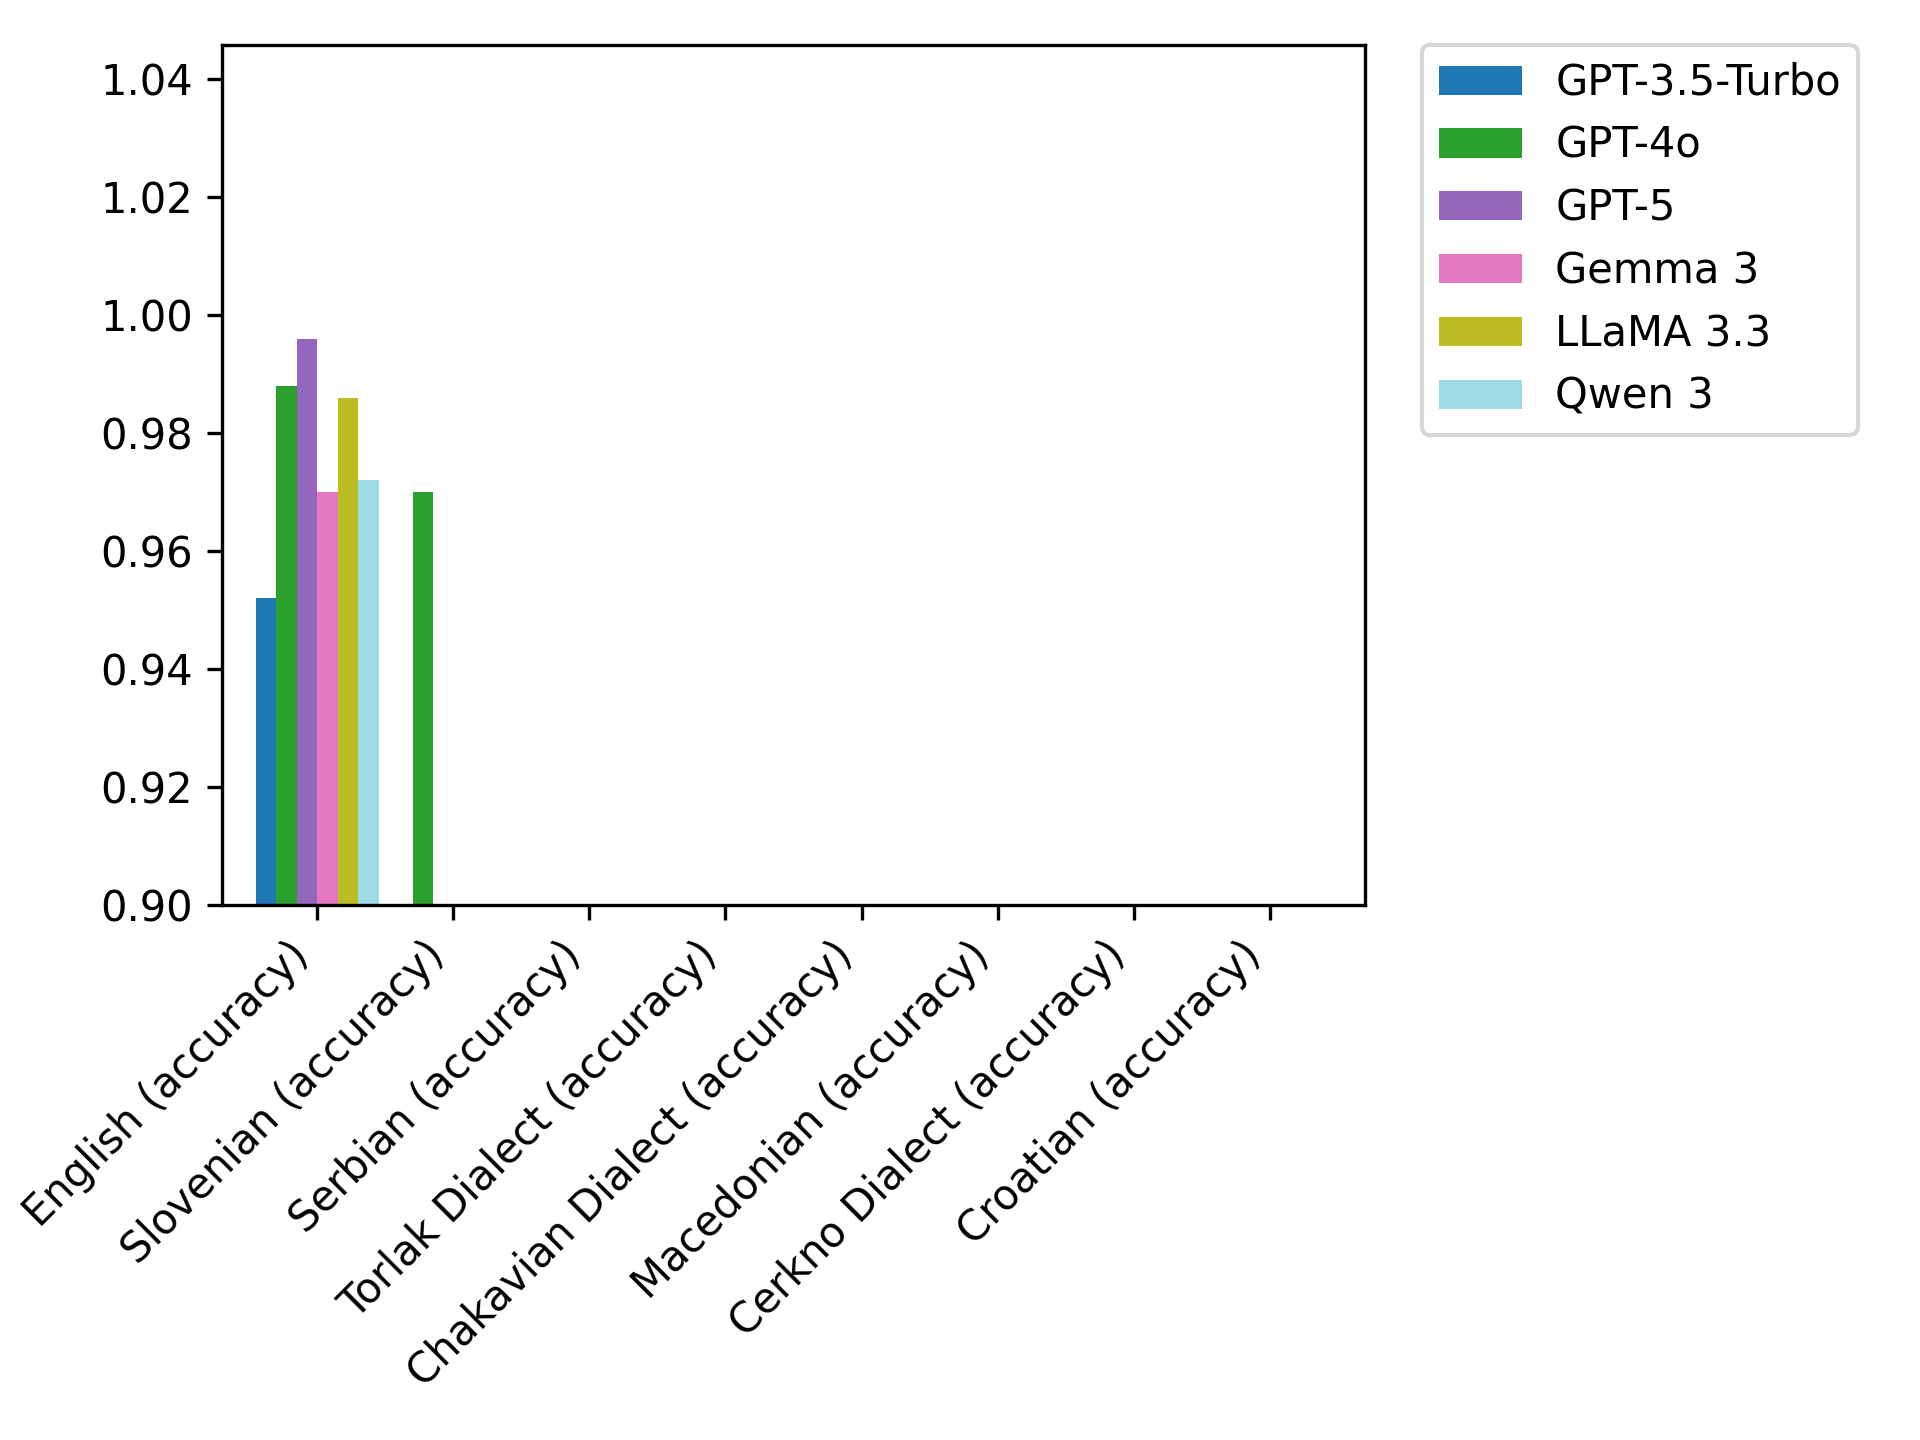 1.04
1.02
1.00
0.98
0.96
0.94
0.92
0.90
English (accuracy)
Slovenian (accuracy)
Serbian (accuracy)
Torlak Dialect (accuracy)
Chakavian Dialect (accuracy)
Macedonian (accuracy)
Cerkno Dialect (accuracy)
Croatian (accuracy)
GPT-3.5-Turbo
GPT-4o
GPT-5
Gemma 3
LLaMA 3.3
Qwen 3